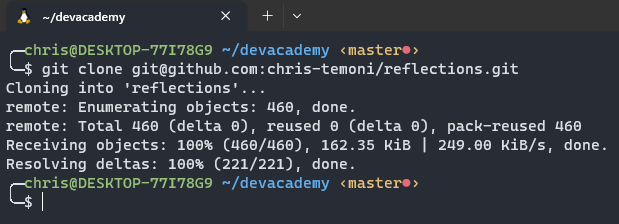 ~/devacademy
chris@DESKTOP-77I78G9 ~/devacademy ‹master●›
$ git clone git@github.com:chris-temoni/reflections.git
Cloning into 'reflections'...
remote: Enumerating objects: 460, done.
remote: Total 460 (delta 0), reused 0 (delta 0), pack-reused 460
Receiving objects: 100% (460/460), 162.35 KiB | 249.00 KiB/s, done.
Resolving deltas: 100% (221/221), done.
chris@DESKTOP-77I78G9 ~/devacademy ‹master●›
$